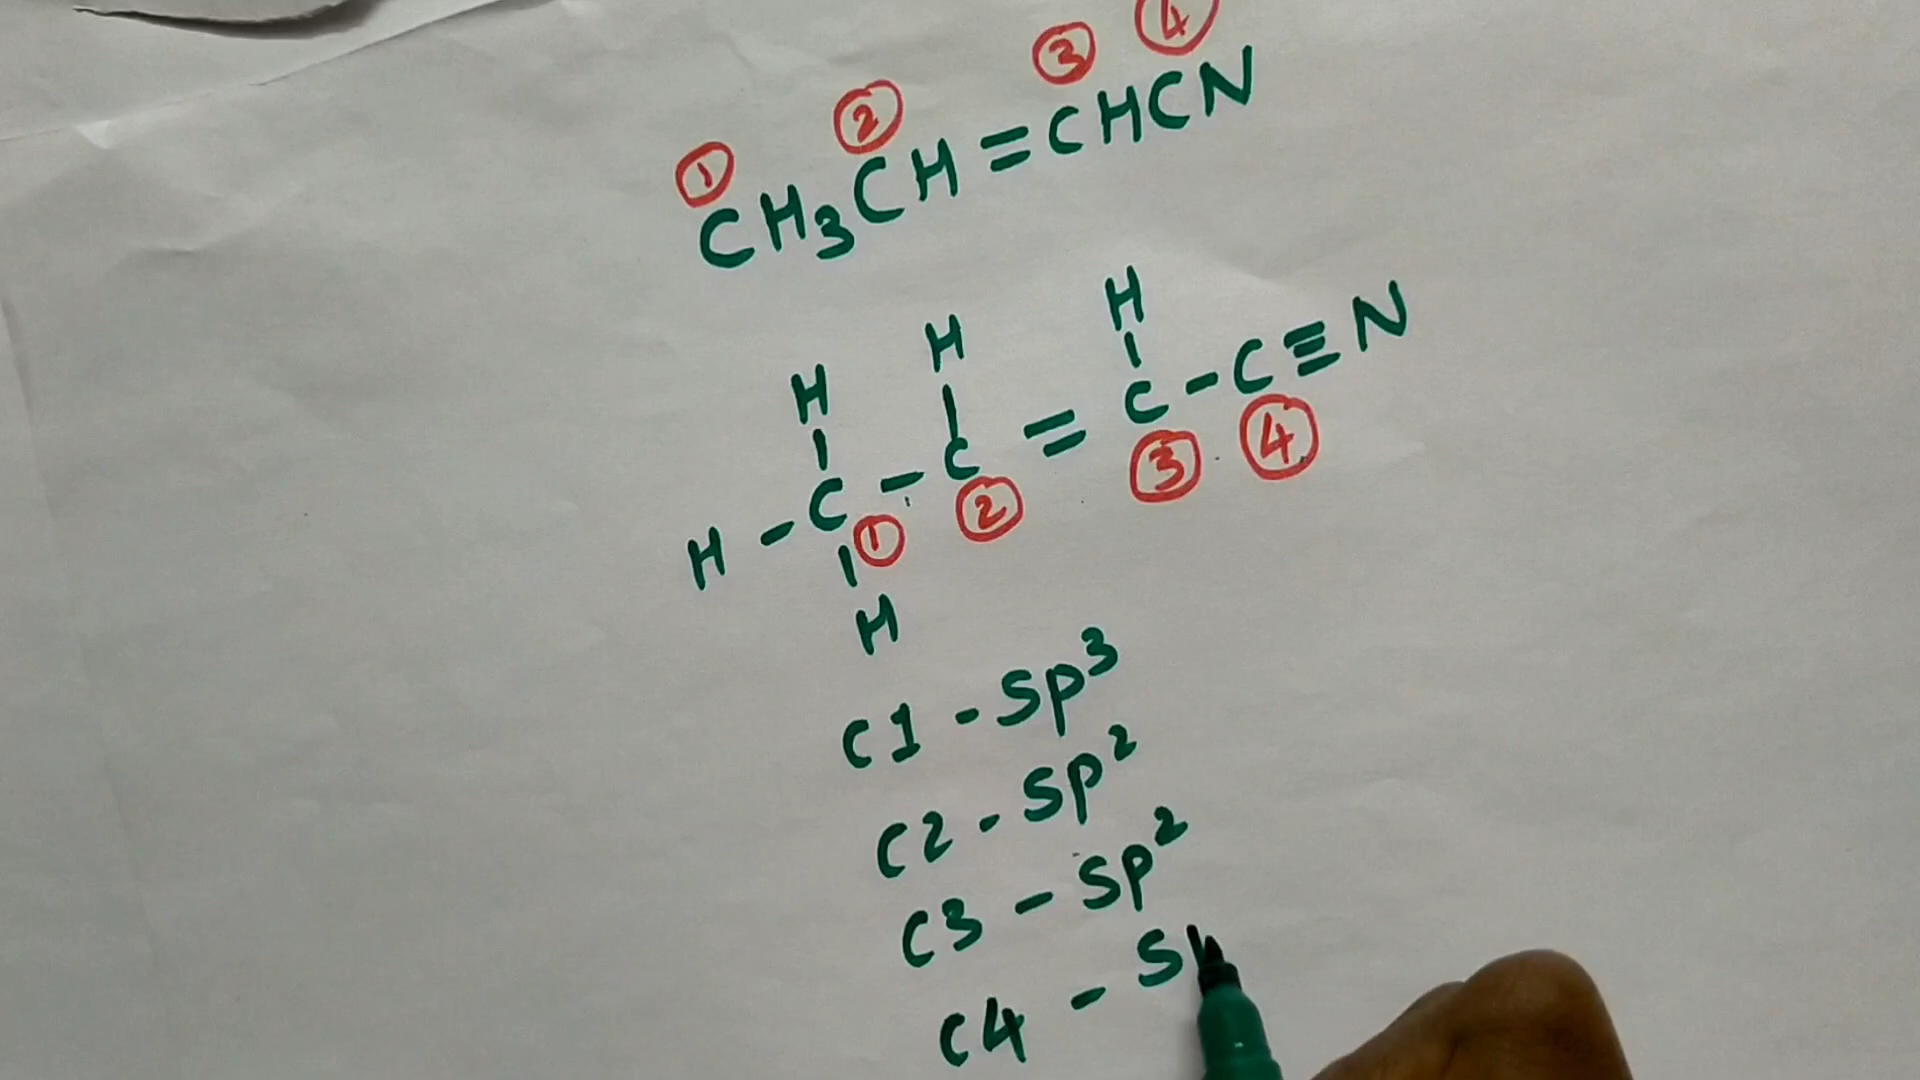 ① ② ③ ④
CH₃CH=CHCN
H H H
H-C-C=C-C≡N
① ② ③ ④
H
C1 - Sp³
C2 - Sp²
C3 - Sp²
C4 - S